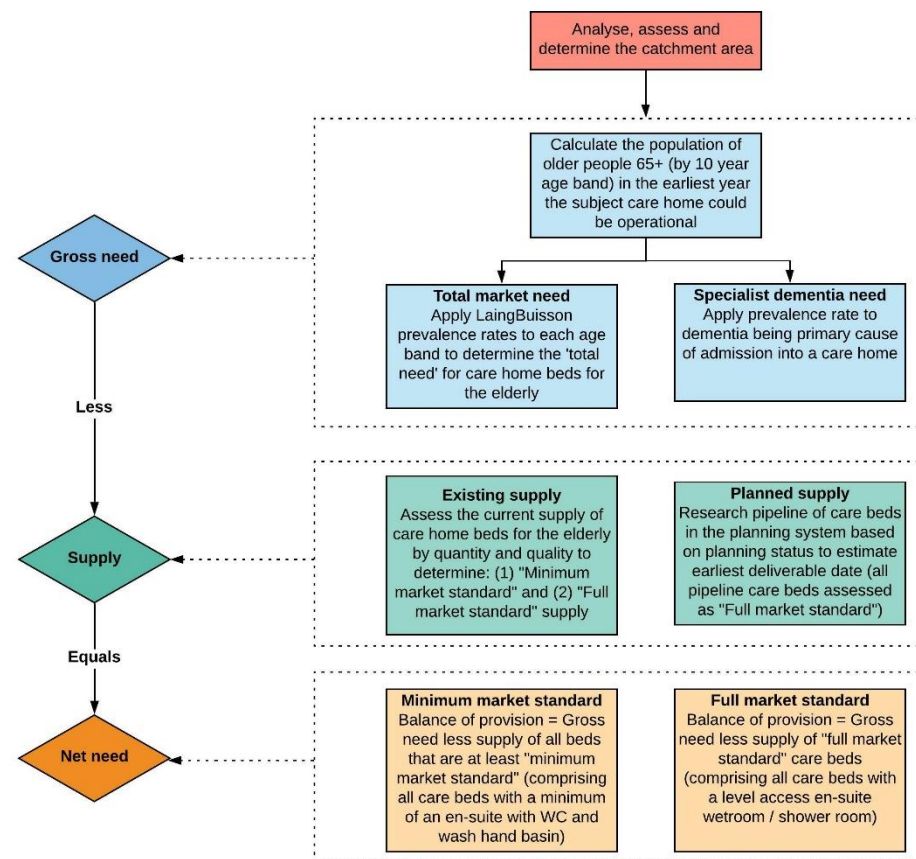 Analyse, assess and
determine the catchment area
Calculate the population of
older people 65+ (by 10 year
age band) in the earliest year
the subject care home could
be operational
Gross need
Total market need
Apply LaingBuisson
prevalence rates to each age
band to determine the 'total
need' for care home beds for
the elderly
Specialist dementia need
Apply prevalence rate to
dementia being primary cause
of admission into a care home
Less
Existing supply
Assess the current supply of
care home beds for the elderly
by quantity and quality to
determine: (1) "Minimum
market standard" and (2) "Full
market standard" supply
Planned supply
Research pipeline of care beds
in the planning system based
on planning status to estimate
earliest deliverable date (all
pipeline care beds assessed
as "Full market standard")
Supply
Equals
Minimum market standard
Balance of provision = Gross
need less supply of all beds
that are at least "minimum
market standard" (comprising
all care beds with a minimum
of an en-suite with WC and
wash hand basin)
Full market standard
Balance of provision = Gross
need less supply of "full market
standard" care beds
(comprising all care beds with
a level access en-suite
wetroom / shower room)
Net need